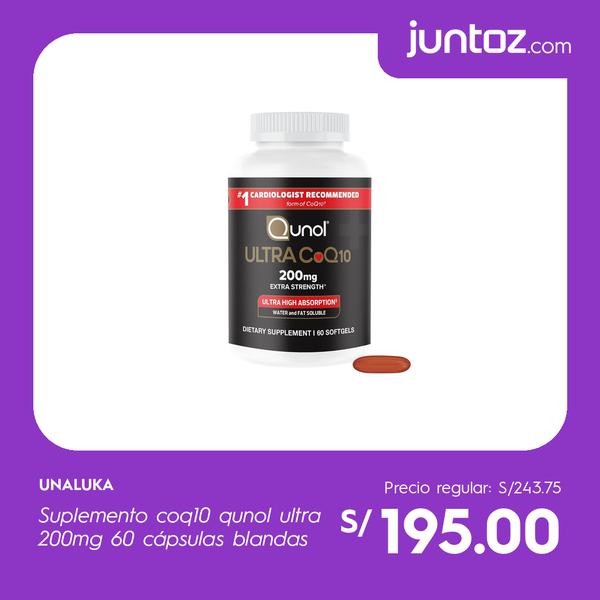 juntoz.com
#1 CARDIOLOGIST RECOMMENDED
form of CoQ10†
Qunol®
ULTRA CoQ10
200mg
EXTRA STRENGTH*
ULTRA HIGH ABSORPTION†
WATER and FAT SOLUBLE
DIETARY SUPPLEMENT | 60 SOFTGELS
UNALUKA
Suplemento coq10 qunol ultra
200mg 60 cápsulas blandas
Precio regular: S/243.75
S/195.00